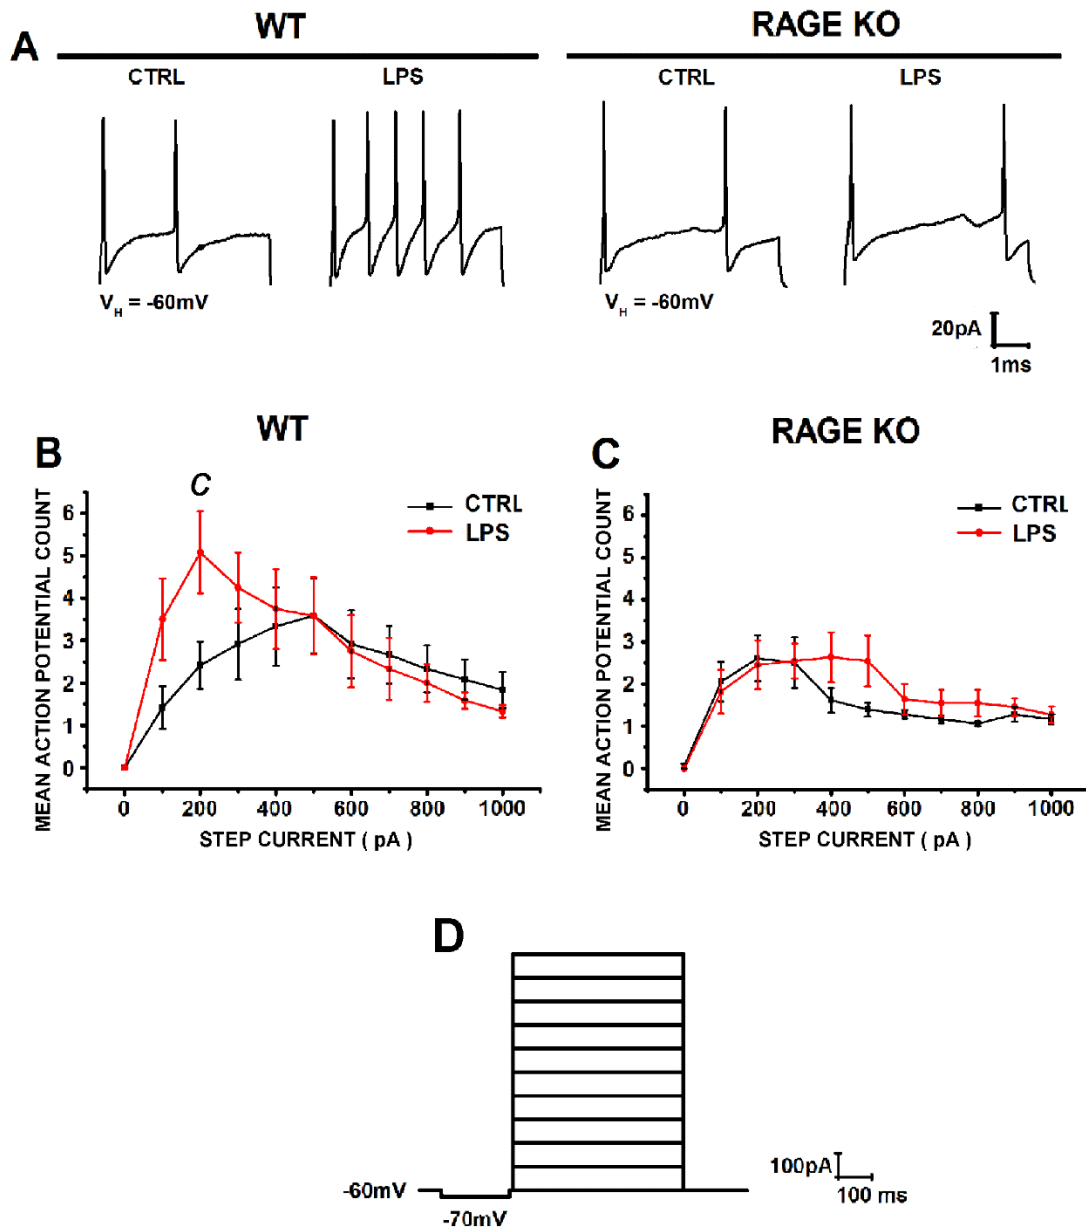 A
WT
RAGE KO
CTRL
LPS
CTRL
LPS
VH = -60mV
VH = -60mV
20pA
1ms
B
WT
C
CTRL
LPS
MEAN ACTION POTENTIAL COUNT
6
5
4
3
2
1
0
0
200
400
600
800
1000
STEP CURRENT ( pA )
C
RAGE KO
CTRL
LPS
MEAN ACTION POTENTIAL COUNT
6
5
4
3
2
1
0
0
200
400
600
800
1000
STEP CURRENT ( pA )
D
-60mV
-70mV
100pA
100 ms